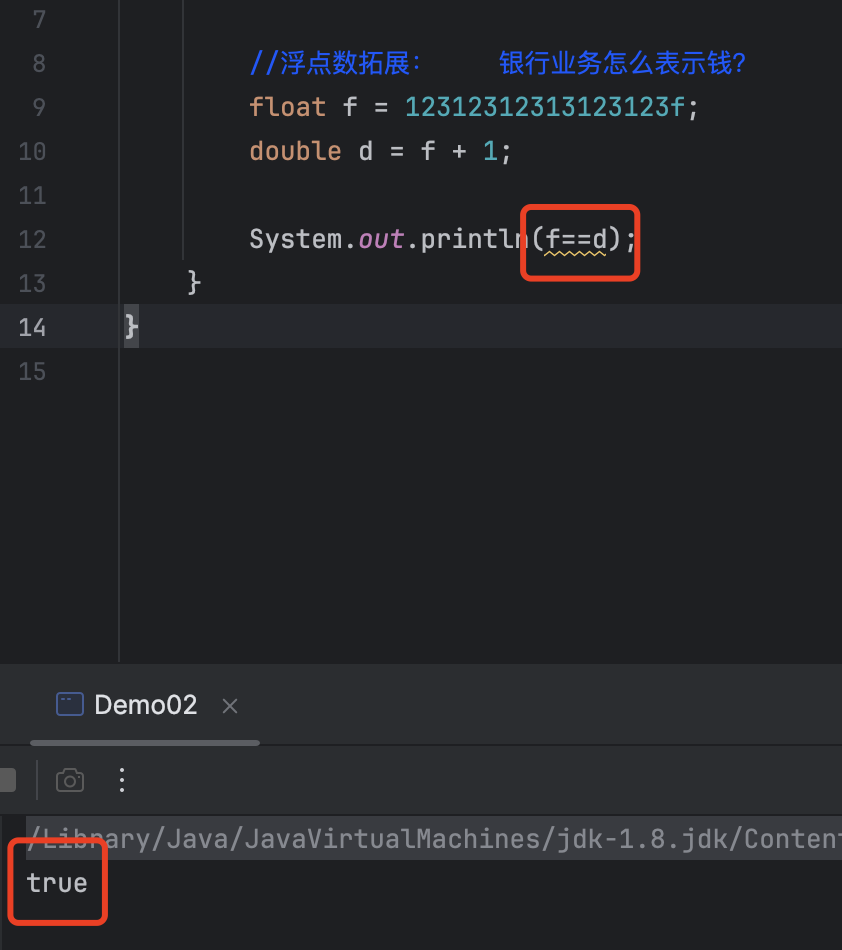 7
8 //浮点数拓展：    银行业务怎么表示钱？
9 float f = 12312312313123123f;
10 double d = f + 1;
11
12 System.out.println(f==d);
13 }
14 }
15
Demo02 ×
/Library/Java/JavaVirtualMachines/jdk-1.8.jdk/Content
true